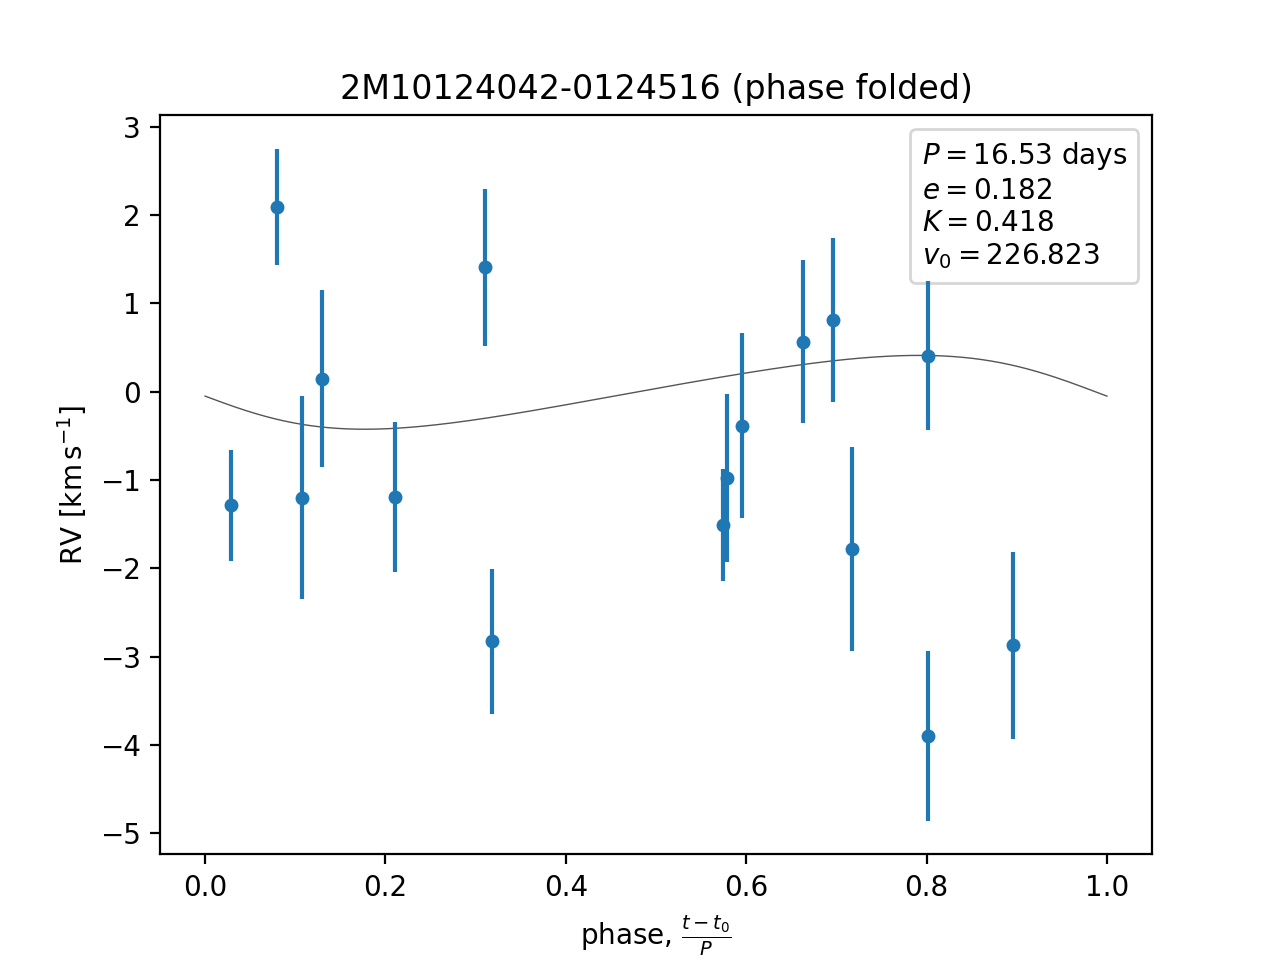 2M10124042-0124516 (phase folded)
P = 16.53 days
e = 0.182
K = 0.418
v₀ = 226.823
3
2
1
0
−1
−2
−3
−4
−5
RV [km s⁻¹]
0.0 0.2 0.4 0.6 0.8 1.0
phase, (t − t₀)/P